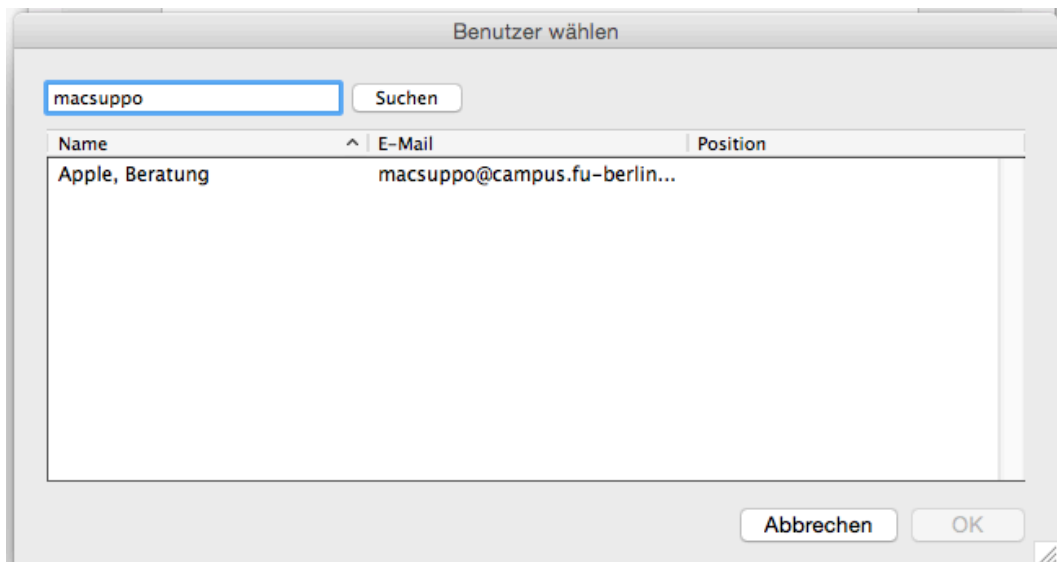 Benutzer wählen
macsuppo Suchen
Name E-Mail Position
Apple, Beratung macsuppo@campus.fu-berlin...
Abbrechen OK